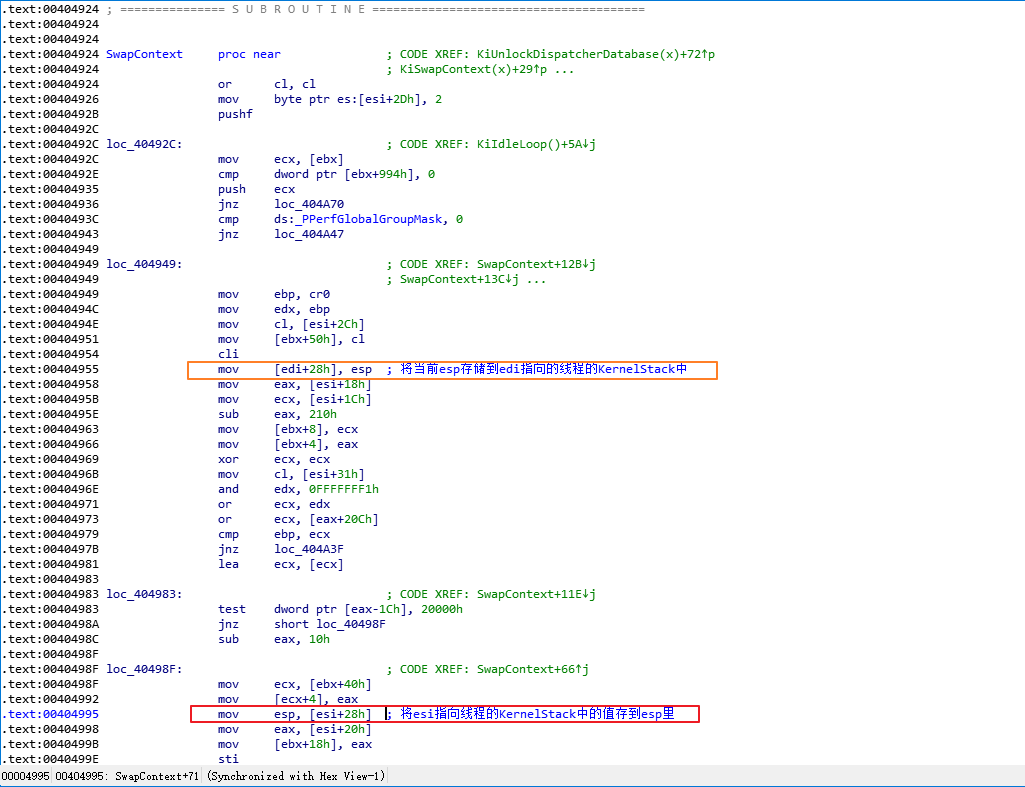 .text:00404924 ; =============== S U B R O U T I N E =======================================
.text:00404924
.text:00404924
.text:00404924 SwapContext     proc near               ; CODE XREF: KiUnlockDispatcherDatabase(x)+72↑p
.text:00404924                                         ; KiSwapContext(x)+29↑p ...
.text:00404924                 or      cl, cl
.text:00404926                 mov     byte ptr es:[esi+2Dh], 2
.text:0040492B                 pushf
.text:0040492C
.text:0040492C loc_40492C:                             ; CODE XREF: KiIdleLoop()+5A↓j
.text:0040492C                 mov     ecx, [ebx]
.text:0040492E                 cmp     dword ptr [ebx+994h], 0
.text:00404935                 push    ecx
.text:00404936                 jnz     loc_404A70
.text:0040493C                 cmp     ds:_PPerfGlobalGroupMask, 0
.text:00404943                 jnz     loc_404A47
.text:00404949
.text:00404949 loc_404949:                             ; CODE XREF: SwapContext+12B↓j
.text:00404949                                         ; SwapContext+13C↓j ...
.text:00404949                 mov     ebp, cr0
.text:0040494C                 mov     edx, ebp
.text:0040494E                 mov     cl, [esi+2Ch]
.text:00404951                 mov     [ebx+50h], cl
.text:00404954                 cli
.text:00404955                 mov     [edi+28h], esp  ; 将当前esp存储到edi指向的线程的KernelStack中
.text:00404958                 mov     eax, [esi+18h]
.text:0040495B                 mov     ecx, [esi+1Ch]
.text:0040495E                 sub     eax, 210h
.text:00404963                 mov     [ebx+8], ecx
.text:00404966                 mov     [ebx+4], eax
.text:00404969                 xor     ecx, ecx
.text:0040496B                 mov     cl, [esi+31h]
.text:0040496E                 and     edx, 0FFFFFFF1h
.text:00404971                 or      ecx, edx
.text:00404973                 or      ecx, [eax+20Ch]
.text:00404979                 cmp     ebp, ecx
.text:0040497B                 jnz     loc_404A3F
.text:00404981                 lea     ecx, [ecx]
.text:00404983
.text:00404983 loc_404983:                             ; CODE XREF: SwapContext+11E↓j
.text:00404983                 test    dword ptr [eax-1Ch], 20000h
.text:0040498A                 jnz     short loc_40498F
.text:0040498C                 sub     eax, 10h
.text:0040498F
.text:0040498F loc_40498F:                             ; CODE XREF: SwapContext+66↑j
.text:0040498F                 mov     ecx, [ebx+40h]
.text:00404992                 mov     [ecx+4], eax
.text:00404995                 mov     esp, [esi+28h]  ; 将esi指向线程的KernelStack中的值存到esp里
.text:00404998                 mov     eax, [esi+20h]
.text:0040499B                 mov     [ebx+18h], eax
.text:0040499E                 sti
00004995 00404995: SwapContext+71 (Synchronized with Hex View-1)